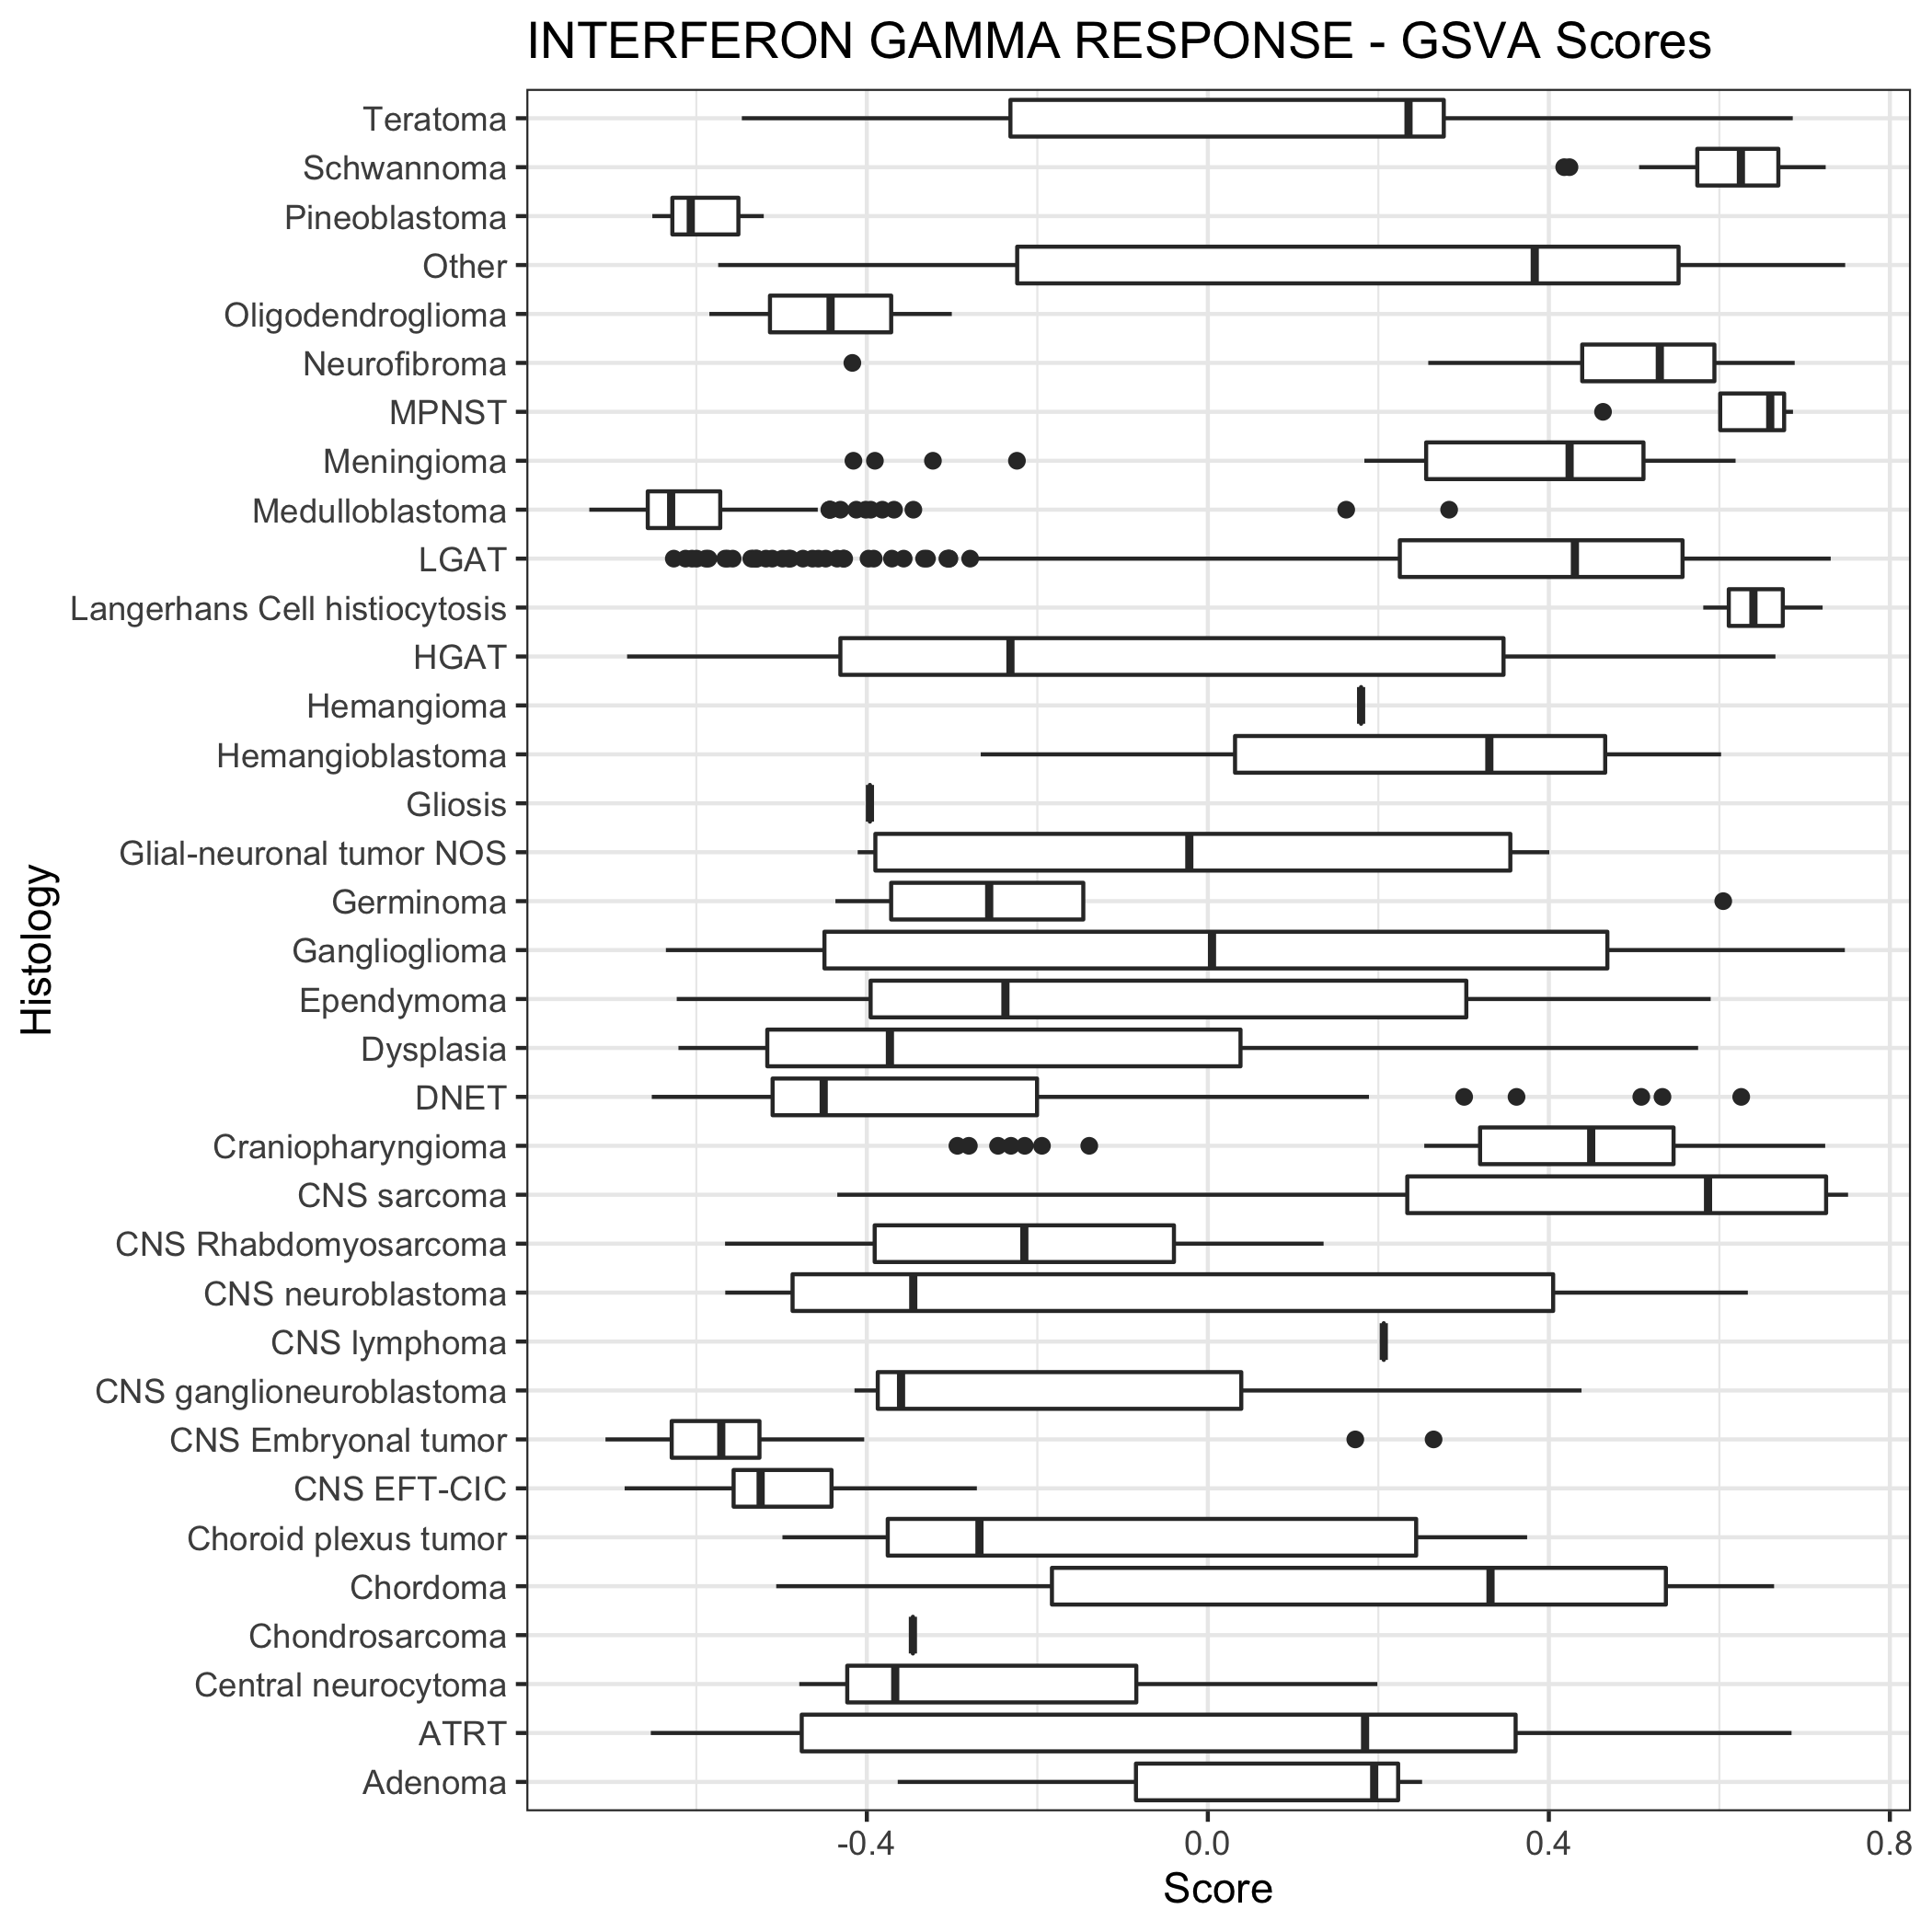 INTERFERON GAMMA RESPONSE - GSVA Scores
Histology
Teratoma
Schwannoma
Pineoblastoma
Other
Oligodendroglioma
Neurofibroma
MPNST
Meningioma
Medulloblastoma
LGAT
Langerhans Cell histiocytosis
HGAT
Hemangioma
Hemangioblastoma
Gliosis
Glial-neuronal tumor NOS
Germinoma
Ganglioglioma
Ependymoma
Dysplasia
DNET
Craniopharyngioma
CNS sarcoma
CNS Rhabdomyosarcoma
CNS neuroblastoma
CNS lymphoma
CNS ganglioneuroblastoma
CNS Embryonal tumor
CNS EFT-CIC
Choroid plexus tumor
Chordoma
Chondrosarcoma
Central neurocytoma
ATRT
Adenoma
-0.4 0.0 0.4 0.8
Score